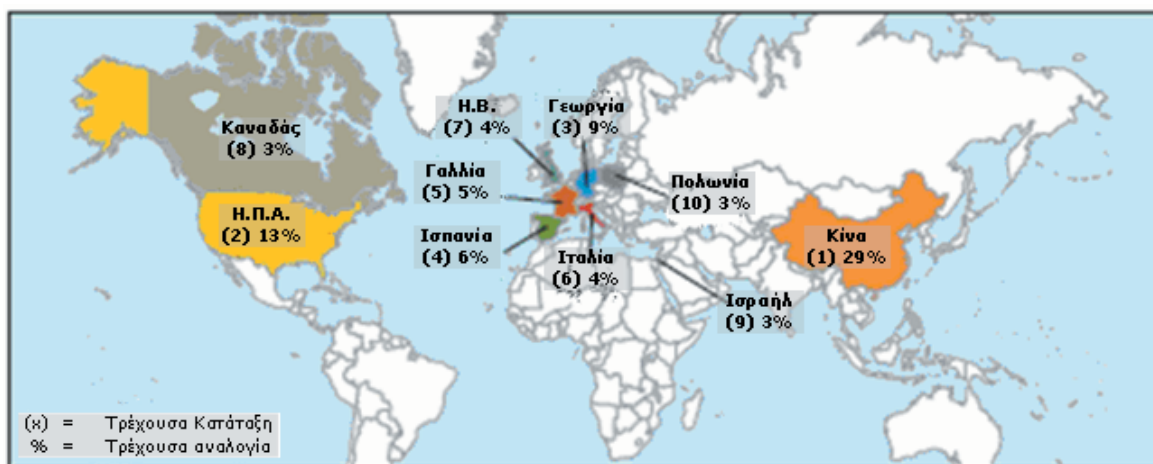 Η.Β.
(7) 4%
Γεωργία
(3) 9%
Καναδάς
(8) 3%
Γαλλία
(5) 5%
Πολωνία
(10) 3%
Η.Π.Α.
(2) 13%
Ισπανία
(4) 6%
Ιταλία
(6) 4%
Κίνα
(1) 29%
Ισραήλ
(9) 3%
(x) = Τρέχουσα Κατάταξη
% = Τρέχουσα αναλογία